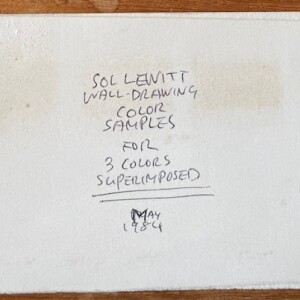 SOL LEWITT
WALL-DRAWING
COLOR
SAMPLES
FOR
3 COLORS
SUPERIMPOSED
MAY
1984